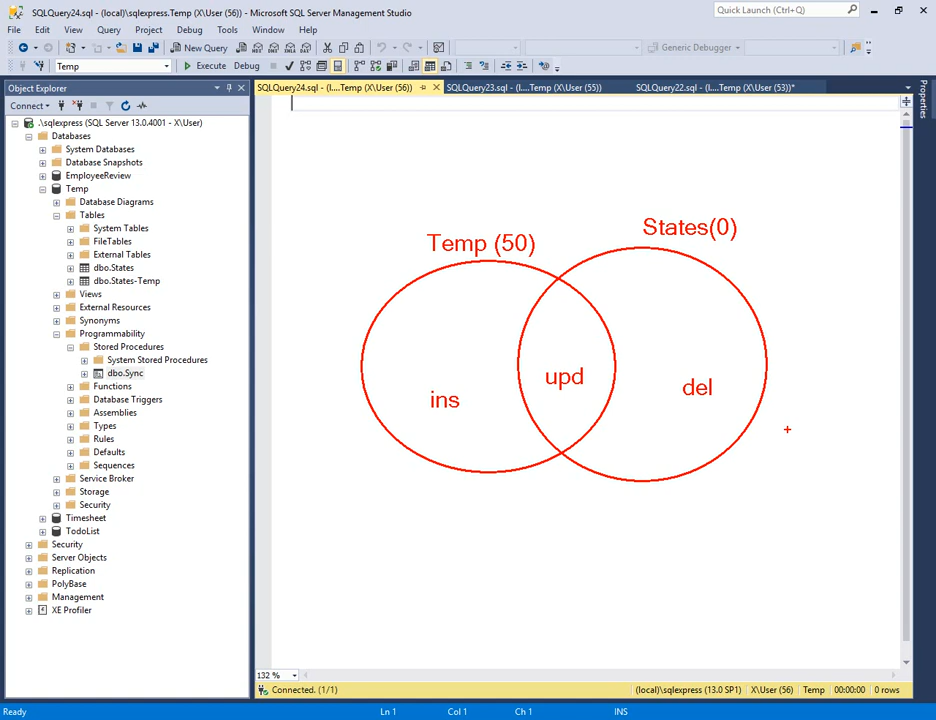 SQLQuery24.sql - (local)\sqlexpress.Temp (X\User (56)) - Microsoft SQL Server Management Studio
Quick Launch (Ctrl+Q)
File Edit View Query Project Debug Tools Window Help
New Query
Generic Debugger
Temp
Execute Debug
Object Explorer
SQLQuery24.sql - (l....Temp (X\User (56))
SQLQuery23.sql - (l....Temp (X\User (55))
SQLQuery22.sql - (l....Temp (X\User (53))*
Properties
Connect
.\sqlexpress (SQL Server 13.0.4001 - X\User)
Databases
System Databases
Database Snapshots
EmployeeReview
Temp
Database Diagrams
Tables
System Tables
FileTables
External Tables
dbo.States
dbo.States-Temp
Views
External Resources
Synonyms
Programmability
Stored Procedures
System Stored Procedures
dbo.Sync
Functions
Database Triggers
Assemblies
Types
Rules
Defaults
Sequences
Service Broker
Storage
Security
Timesheet
TodoList
Security
Server Objects
Replication
PolyBase
Management
XE Profiler
Temp (50)
States(0)
ins
upd
del
132 %
Connected. (1/1)
(local)\sqlexpress (13.0 SP1) X\User (56) Temp 00:00:00 0 rows
Ready
Ln 1
Col 1
Ch 1
INS